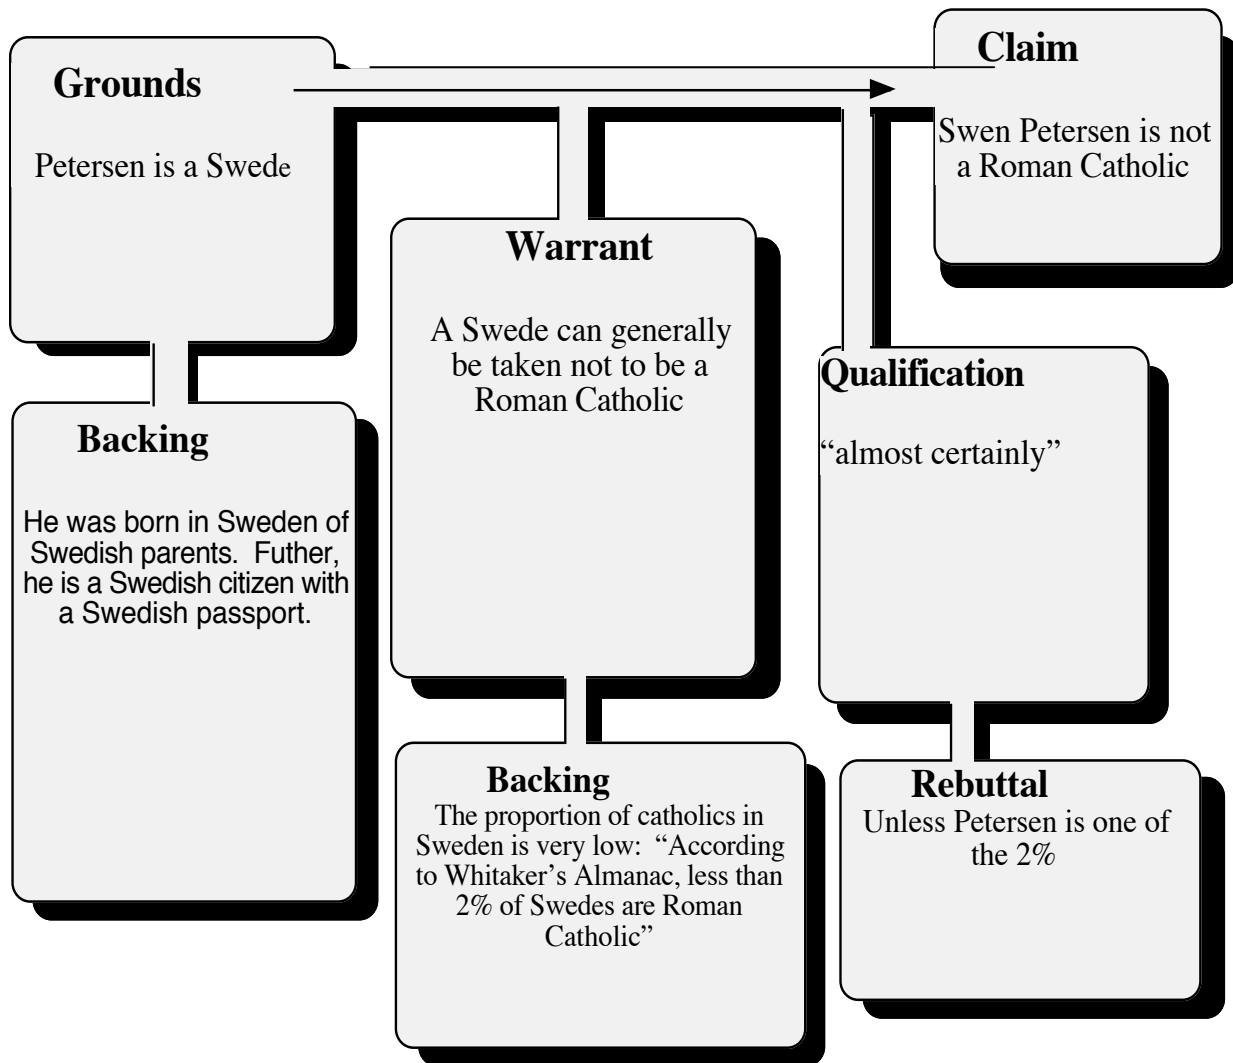 Grounds
Petersen is a Swede
Claim
Swen Petersen is not
a Roman Catholic
Warrant
A Swede can generally
be taken not to be a
Roman Catholic
Qualification
“almost certainly”
Backing
He was born in Sweden of
Swedish parents.  Futher,
he is a Swedish citizen with
a Swedish passport.
Backing
The proportion of catholics in
Sweden is very low:  “According
to Whitaker’s Almanac, less than
2% of Swedes are Roman
Catholic”
Rebuttal
Unless Petersen is one of
the 2%